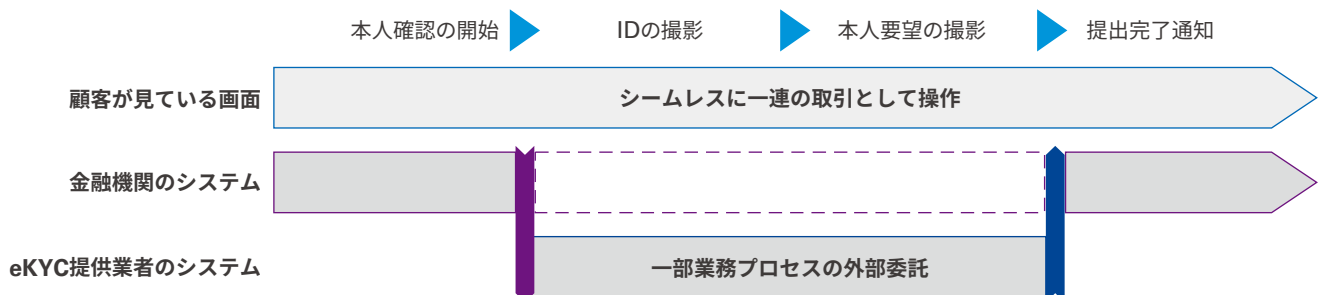 本人確認の開始 IDの撮影 本人要望の撮影 提出完了通知
顧客が見ている画面 シームレスに一連の取引として操作
金融機関のシステム
eKYC提供業者のシステム 一部業務プロセスの外部委託